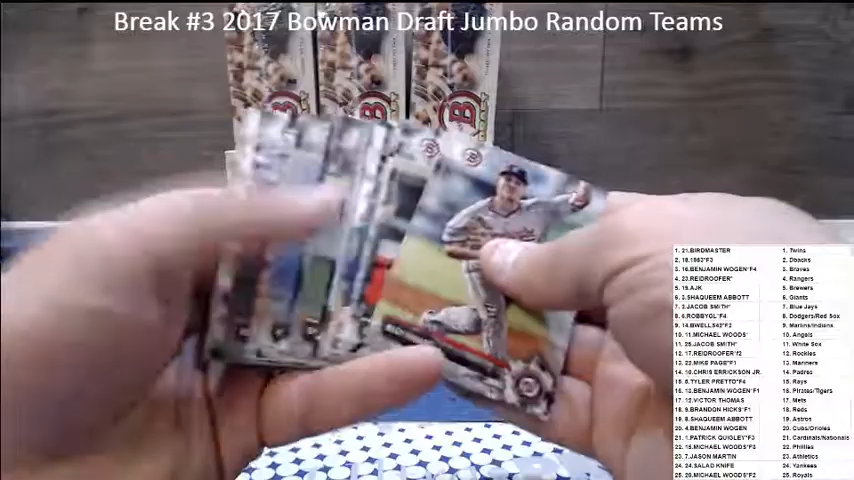 Break #3 2017 Bowman Draft Jumbo Random Teams
1. 21.BIRDMASTER 1. Twins
2. 18.1983*F3 2. Dbacks
3. 16.BENJAMIN WOGEN*F4 3. Braves
4. 23.REIDROOFER* 4. Rangers
5. 19.AJK 5. Brewers
6. 3.SHAQUEEM ABBOTT 6. Giants
7. 2.JACOB SMITH* 7. Blue Jays
8. 6.ROBBYOL*F4 8. Dodgers/Red Sox
9. 14.BWELLS42*F2 9. Marlins/Indians
10. 11.MICHAEL WOODS* 10. Angels
11. 25.JACOB SMITH* 11. White Sox
12. 17.REIDROOFER*f2 12. Rockies
13. 22.MIKE PAGE*F1 13. Mariners
14. 10.CHRIS ERRICKSON JR. 14. Padres
15. 5.TYLER PRETTO*F4 15. Rays
16. 13.BENJAMIN WOGEN*F1 16. Pirates/Tigers
17. 12.VICTOR THOMAS 17. Mets
18. 9.BRANDON HICKS*F1 18. Reds
19. 8.SHAQUEEM ABBOTT 19. Astros
20. 4.BENJAMIN WOGEN 20. Cubs/Orioles
21. 1.PATRICK QUIGLEY*F3 21. Cardinals/Nationals
22. 15.MICHAEL WOODS*F3 22. Phillies
23. 7.JASON MARTIN 23. Athletics
24. 24.SALAD KNIFE 24. Yankees
25. 20.MICHAEL WOODS*F2 25. Royals